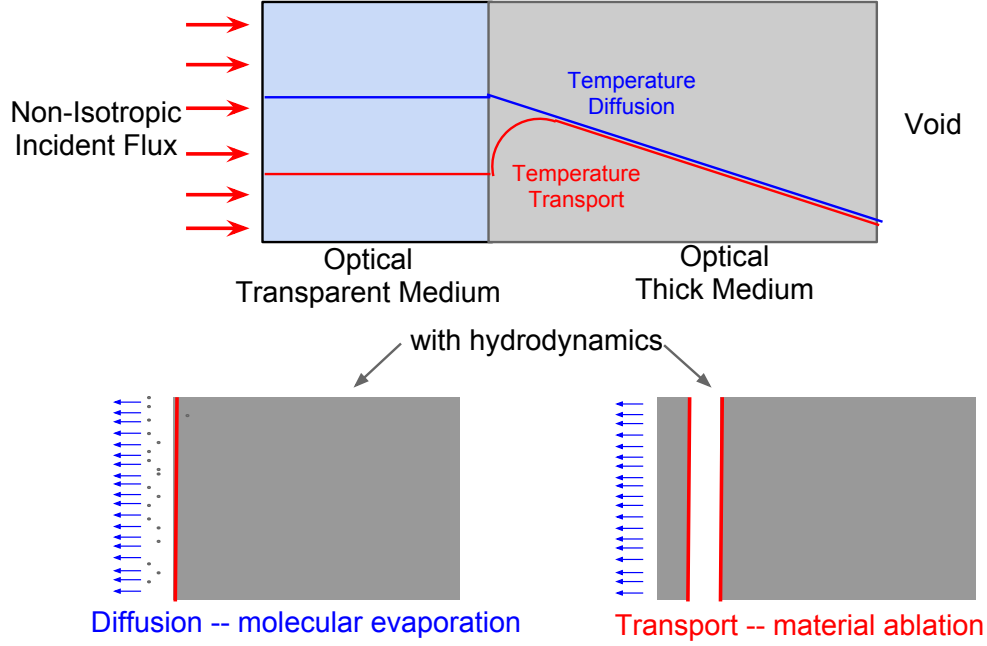 Non-Isotropic
Incident Flux
Temperature
Diffusion
Temperature
Transport
Void
Optical
Transparent Medium
Optical
Thick Medium
with hydrodynamics
Diffusion -- molecular evaporation
Transport -- material ablation